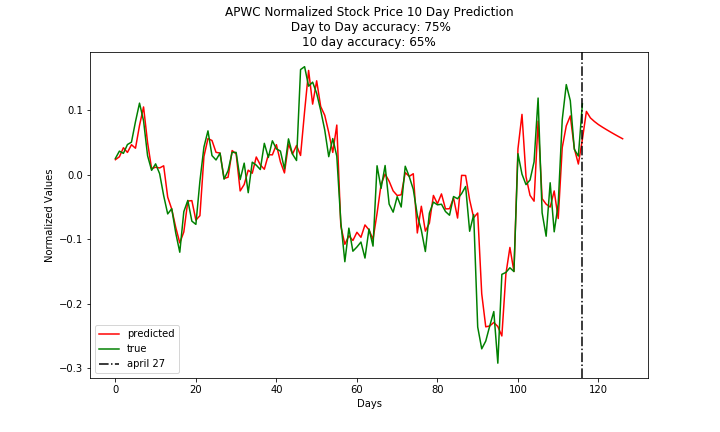 APWC Normalized Stock Price 10 Day Prediction
Day to Day accuracy: 75%
10 day accuracy: 65%
Normalized Values
0.1
0.0
−0.1
−0.2
−0.3
predicted
true
april 27
0 20 40 60 80 100 120
Days